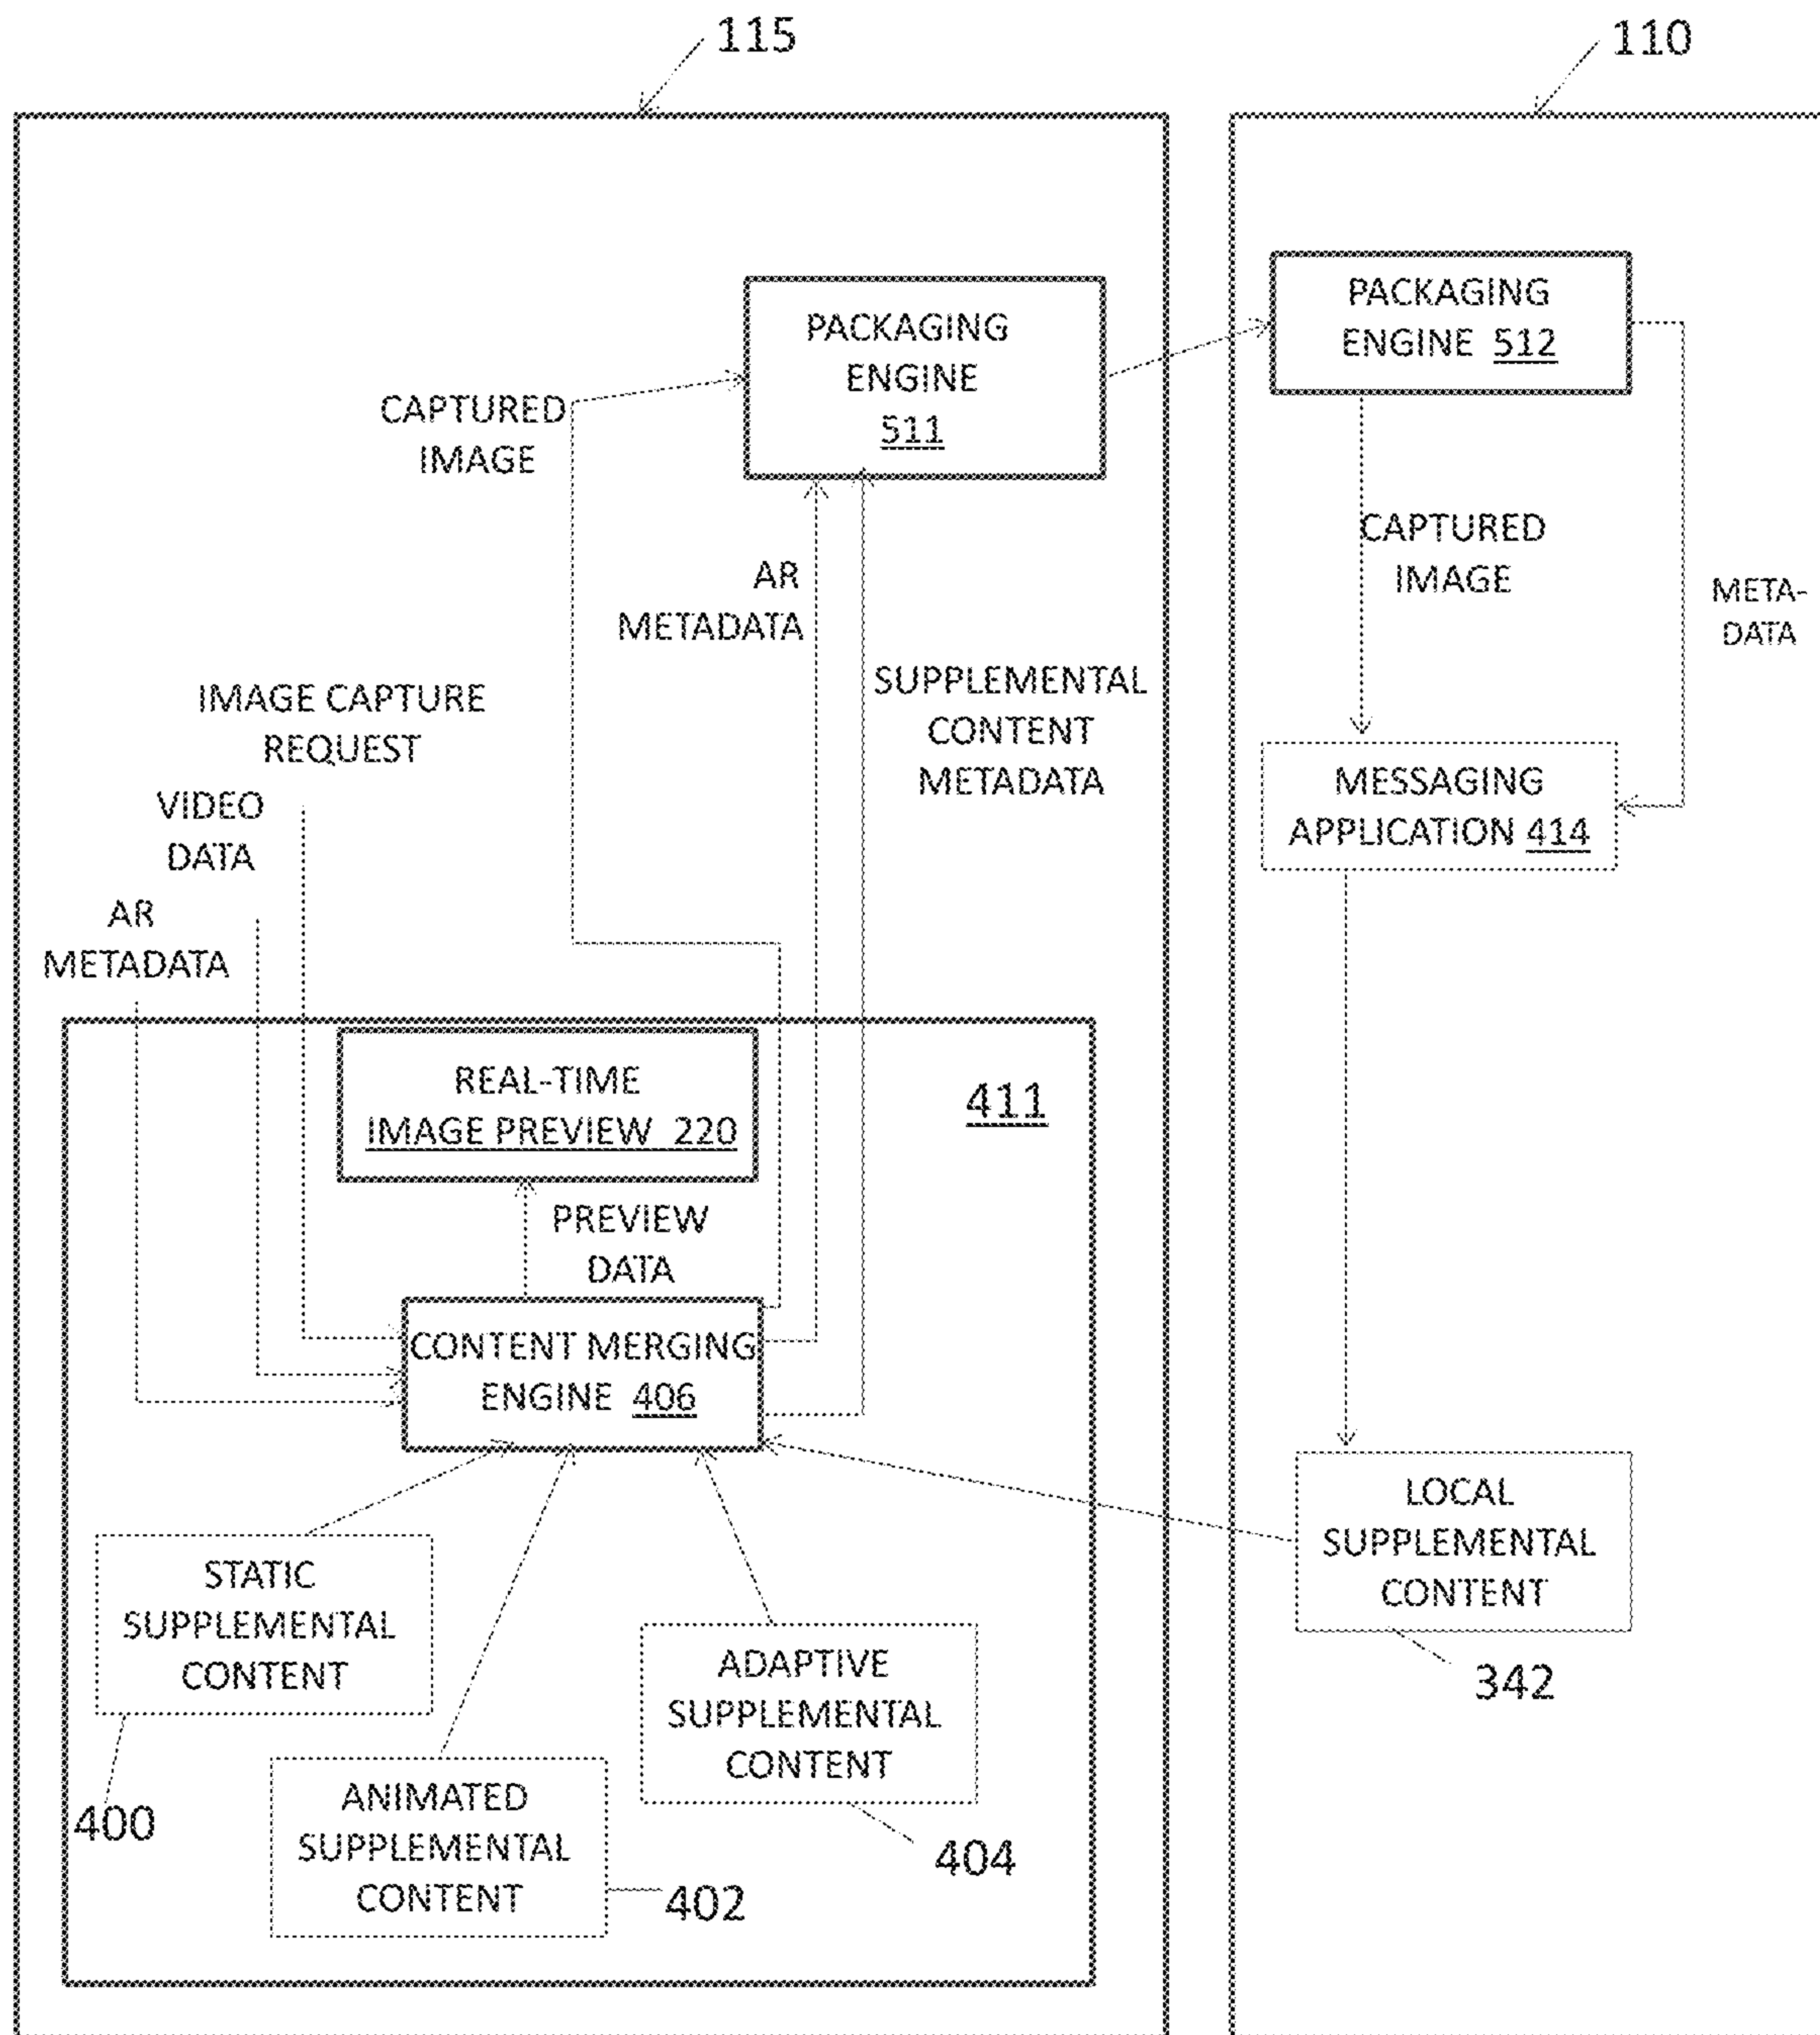 115
110
PACKAGING
ENGINE
511
PACKAGING
ENGINE 512
CAPTURED
IMAGE
CAPTURED
IMAGE
META-
DATA
AR
METADATA
SUPPLEMENTAL
CONTENT
METADATA
IMAGE CAPTURE
REQUEST
VIDEO
DATA
AR
METADATA
MESSAGING
APPLICATION 414
REAL-TIME
IMAGE PREVIEW 220
411
PREVIEW
DATA
CONTENT MERGING
ENGINE 406
LOCAL
SUPPLEMENTAL
CONTENT
342
STATIC
SUPPLEMENTAL
CONTENT
400
ADAPTIVE
SUPPLEMENTAL
CONTENT
404
ANIMATED
SUPPLEMENTAL
CONTENT
402